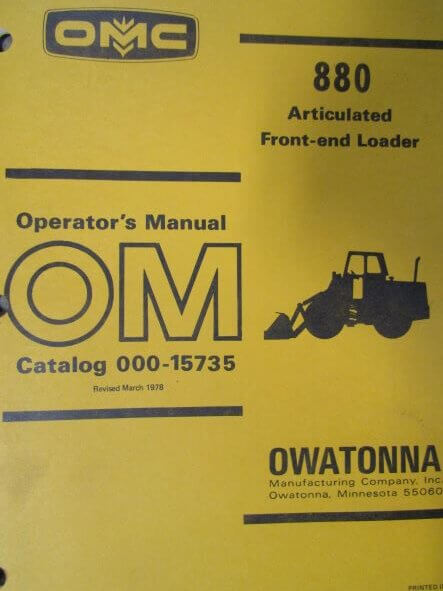 OMC
880
Articulated
Front-end Loader
Operator's Manual
OM
Catalog 000-15735
Revised March 1978
OWATONNA
Manufacturing Company, Inc.
Owatonna, Minnesota 55060
PRINTED